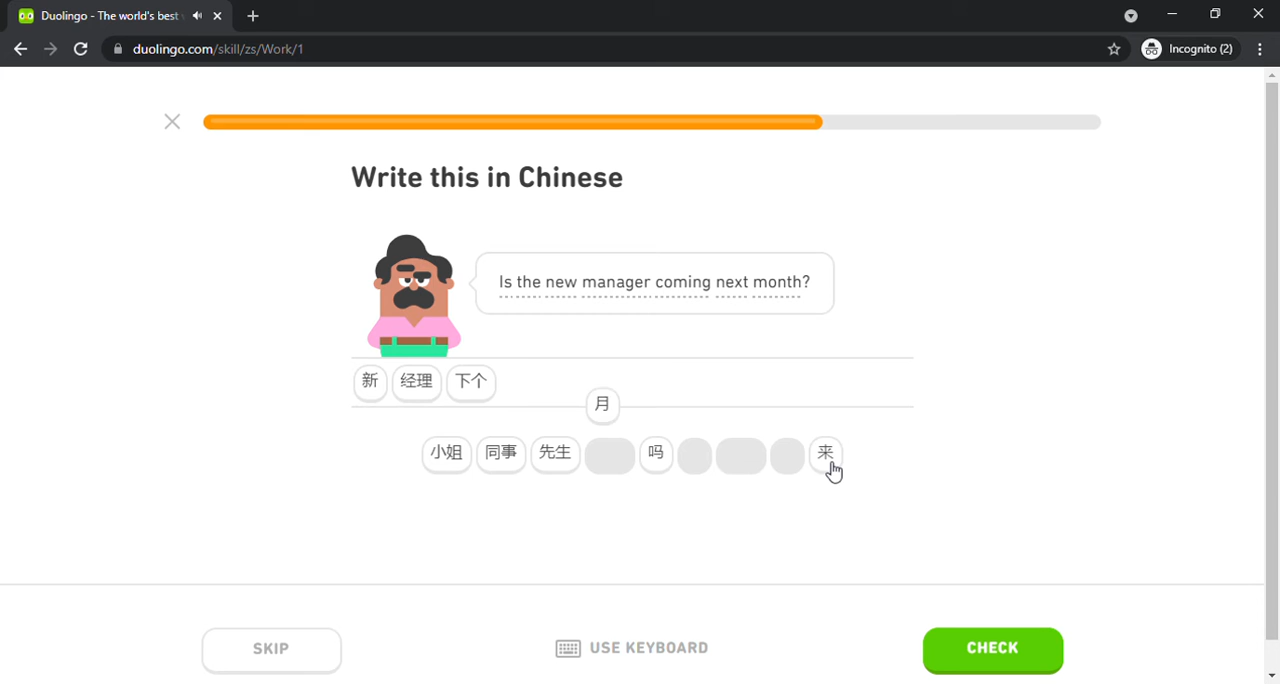 Duolingo - The world's best
duolingo.com/skill/zs/Work/1
Incognito (2)
Write this in Chinese
Is the new manager coming next month?
新 经理 下个
月
小姐 同事 先生 吗 来
SKIP
USE KEYBOARD
CHECK